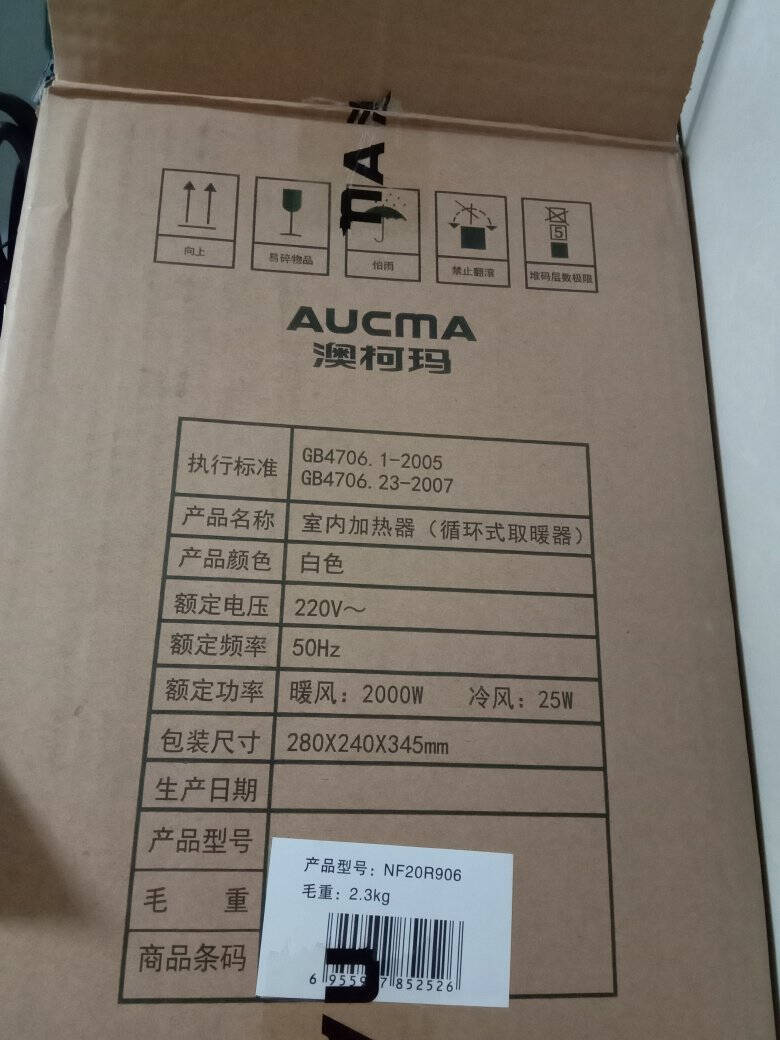 向上
易碎物品
怕雨
禁止翻滚
5
堆码层数极限
AUCMA
澳柯玛
执行标准
GB4706.1-2005
GB4706.23-2007
产品名称 室内加热器（循环式取暖器）
产品颜色 白色
额定电压 220V～
额定频率 50Hz
额定功率 暖风：2000W 冷风：25W
包装尺寸 280X240X345mm
生产日期
产品型号
产品型号：NF20R906
毛重
毛重：2.3kg
商品条码